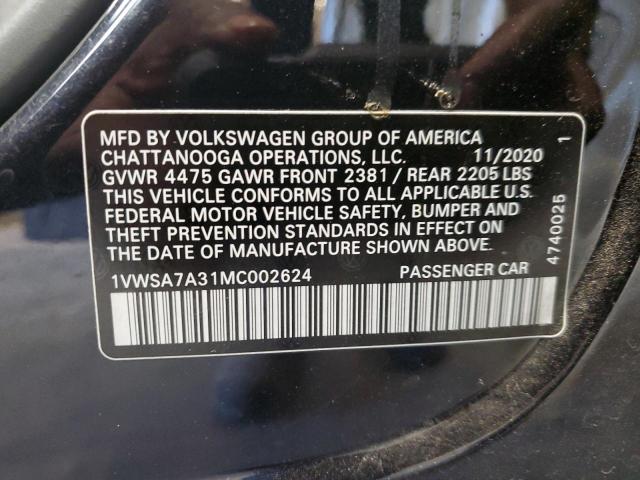 MFD BY VOLKSWAGEN GROUP OF AMERICA
CHATTANOOGA OPERATIONS, LLC. 11/2020
GVWR 4475 GAWR FRONT 2381 / REAR 2205 LBS
THIS VEHICLE CONFORMS TO ALL APPLICABLE U.S.
FEDERAL MOTOR VEHICLE SAFETY, BUMPER AND
THEFT PREVENTION STANDARDS IN EFFECT ON
THE DATE OF MANUFACTURE SHOWN ABOVE.
1VWSA7A31MC002624 PASSENGER CAR
4740025 1